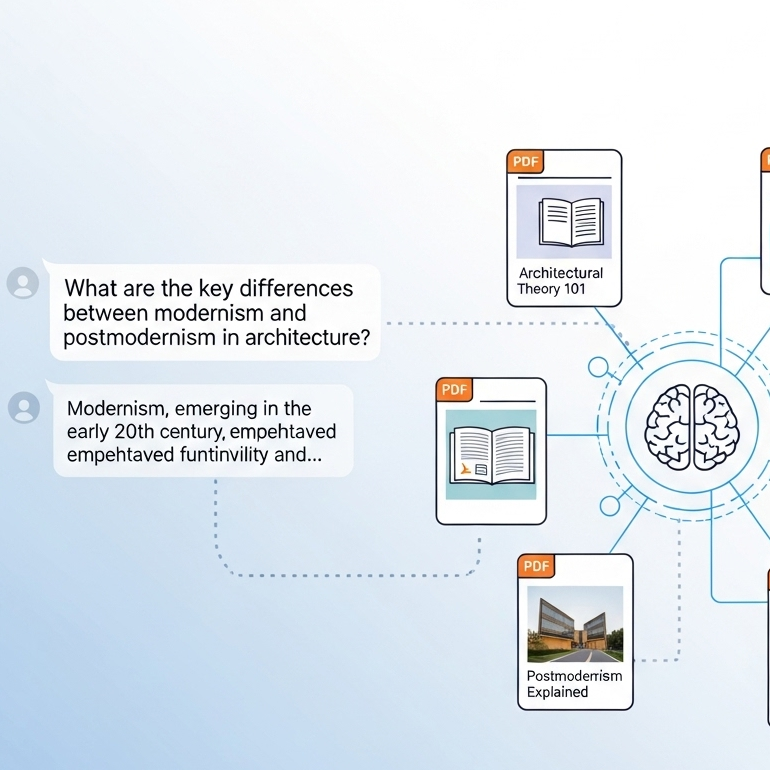 PDF
Architectural
Theory 101
What are the key differences
between modernism and
postmodernism in architecture?
PDF
Modernism, emerging in the
early 20th century, empehtaved
empehtaved funtinvility and...
PDF
Postmoderrism
Explained